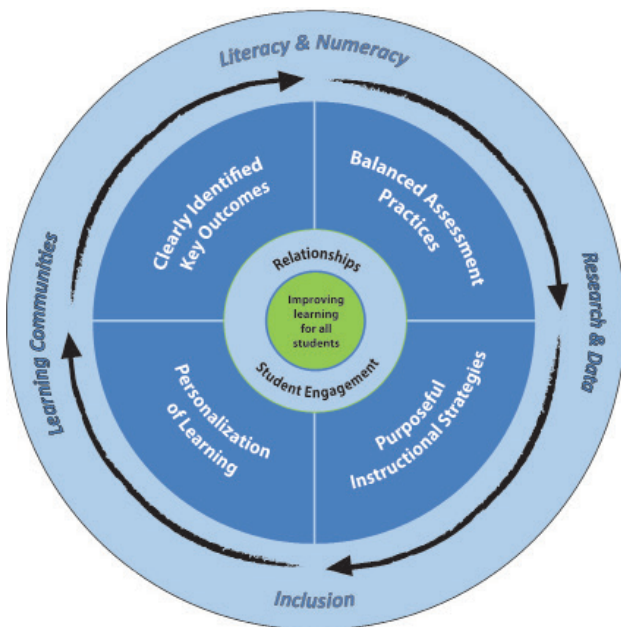 Literacy & Numeracy
Clearly Identified
Key Outcomes
Balanced Assessment
Practices
Learning Communities
Relationships
Improving
learning
for all
students
Student Engagement
Research & Data
Personalization
of Learning
Purposeful
Instructional Strategies
Inclusion